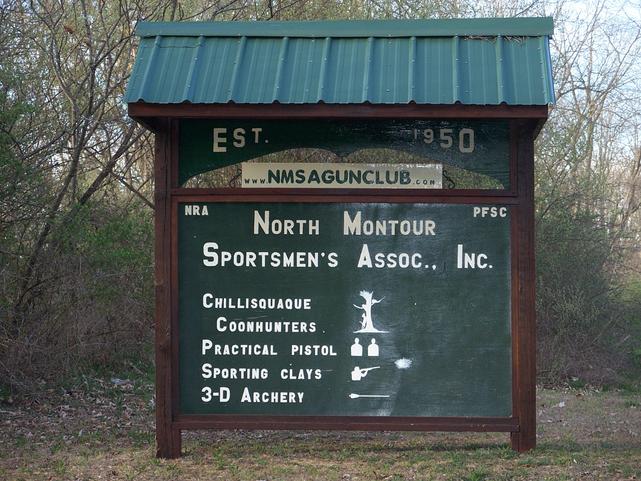 EST. 1950
www.NMSAGUNCLUB.com
NRA PFSC
NORTH MONTOUR
SPORTSMEN'S ASSOC., INC.
CHILLISQUAQUE
COONHUNTERS
PRACTICAL PISTOL
SPORTING CLAYS
3-D ARCHERY